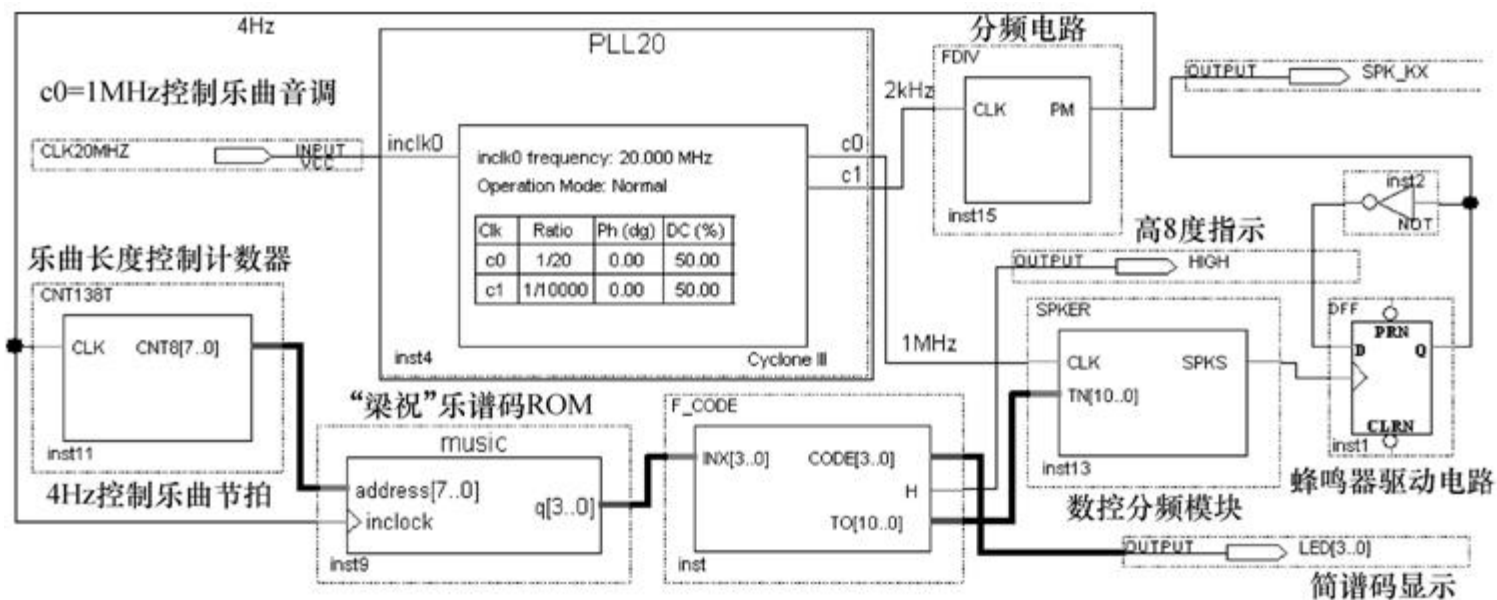 4Hz
PLL20
分频电路
FDIV
CLK
PM
2kHz
inst15
OUTPUT
SPK_KX
c0=1MHz控制乐曲音调
CLK20MHZ
INPUT
VCC
inclk0
inclk0 frequency: 20.000 MHz
Operation Mode: Normal
Clk Ratio Ph (dg) DC (%)
c0 1/20 0.00 50.00
c1 1/10000 0.00 50.00
c0
c1
inst4
Cyclone III
inst2
NOT
高8度指示
OUTPUT
HIGH
乐曲长度控制计数器
CNT138T
CLK
CNT8[7..0]
inst11
4Hz控制乐曲节拍
1MHz
SPKER
CLK
SPKS
TN[10..0]
inst13
数控分频模块
DFF
PRN
D
Q
CLRN
inst1
蜂鸣器驱动电路
“梁祝”乐谱码ROM
music
address[7..0]
q[3..0]
inclock
inst9
F_CODE
INX[3..0]
CODE[3..0]
H
TO[10..0]
inst
OUTPUT
LED[3..0]
简谱码显示